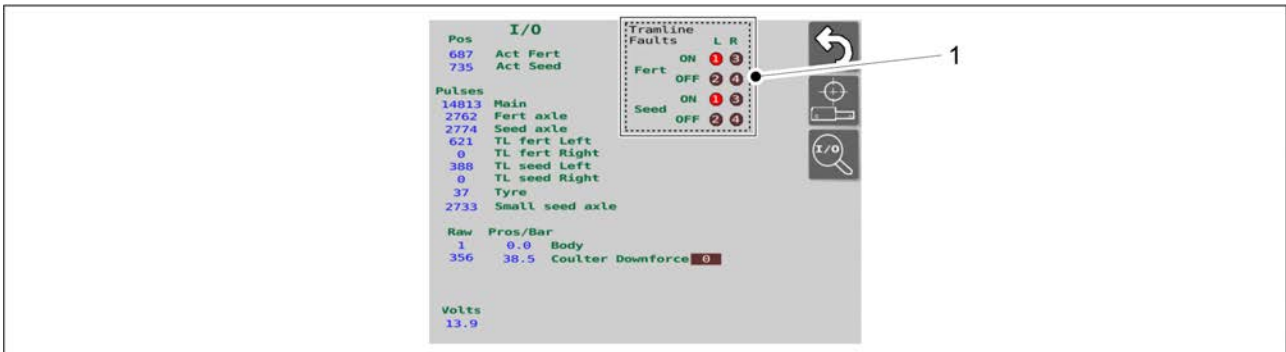 I/O
Pos
687 Act Fert
735 Act Seed
Pulses
14813 Main
2762 Fert axle
2774 Seed axle
621 TL fert Left
0 TL fert Right
388 TL seed Left
0 TL seed Right
37 Tyre
2733 Small seed axle
Raw Pros/Bar
1 0.0 Body
356 38.5 Coulter Downforce 0
Volts
13.9
Tramline
Faults L R
ON 1 3
Fert
OFF 2 4
ON 1 3
Seed
OFF 2 4
I/O
1